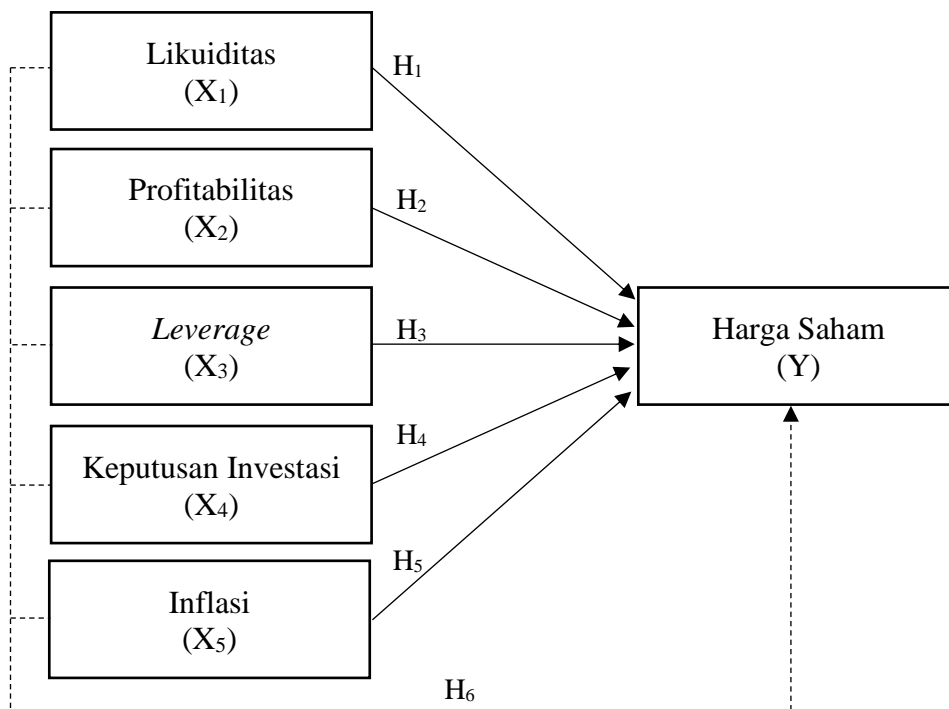 Likuiditas
(X₁)
H₁
Profitabilitas
(X₂)
H₂
Leverage
(X₃)
H₃
Harga Saham
(Y)
Keputusan Investasi
(X₄)
H₄
Inflasi
(X₅)
H₅
H₆